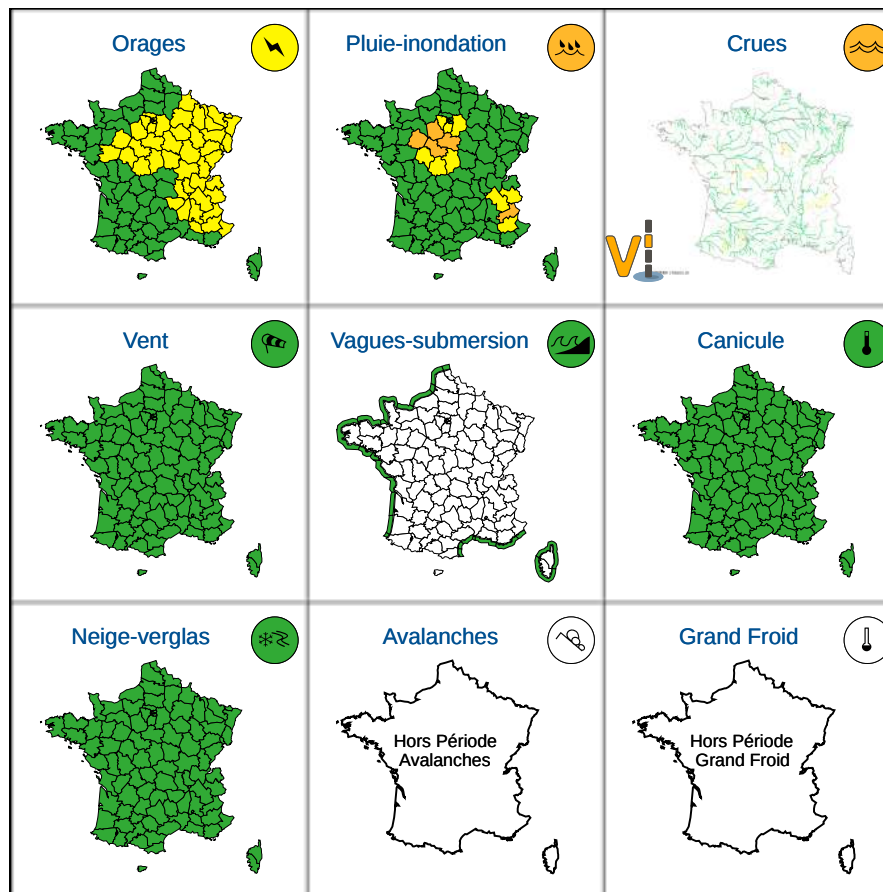 Orages
Pluie-inondation
Crues
Vi
Vent
Vagues-submersion
Canicule
Neige-verglas
Avalanches
Grand Froid
Hors Période
Avalanches
Hors Période
Grand Froid